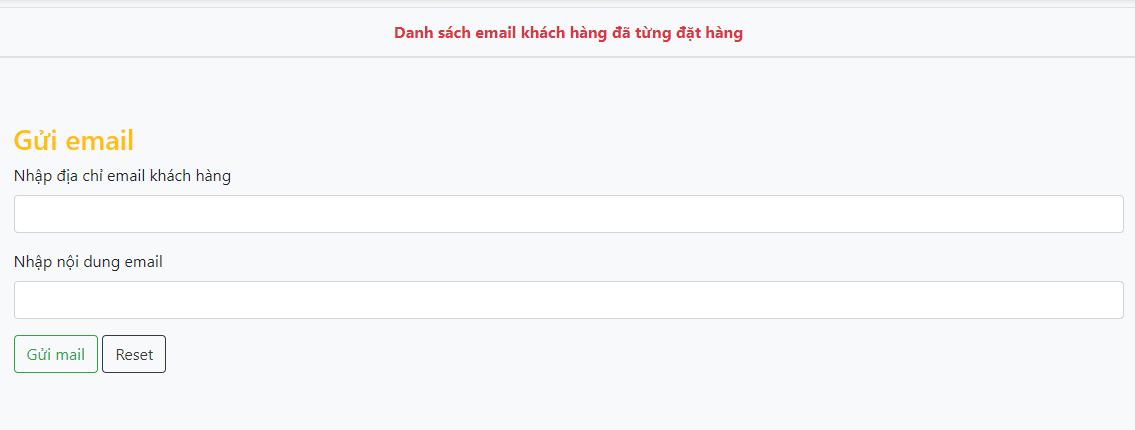 Danh sách email khách hàng đã từng đặt hàng
Gửi email
Nhập địa chỉ email khách hàng
Nhập nội dung email
Gửi mail Reset